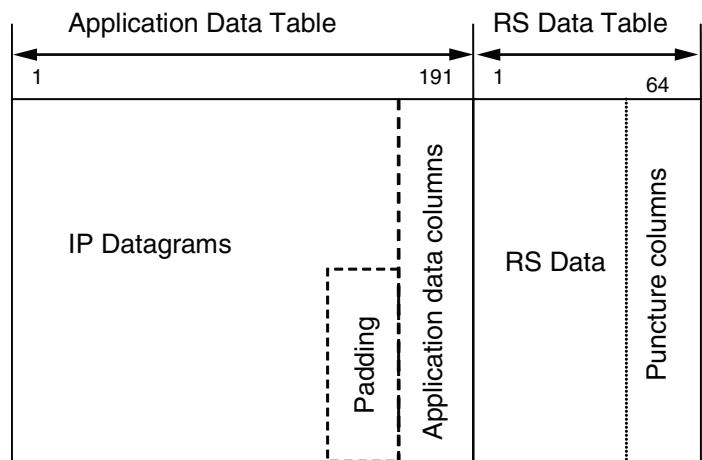 Application Data Table RS Data Table
1 191 1 64
IP Datagrams
Padding
Application data columns
RS Data
Puncture columns